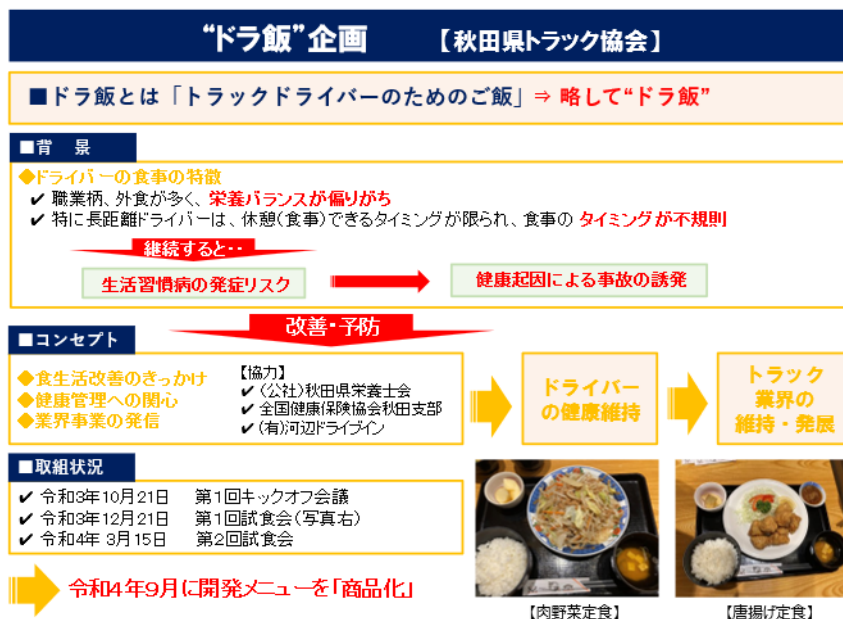 “ドラ飯”企画　【秋田県トラック協会】
■ドラ飯とは「トラックドライバーのためのご飯」⇒ 略して“ドラ飯”
■背　景
◆ドライバーの食事の特徴
✔ 職業柄、外食が多く、栄養バランスが偏りがち
✔ 特に長距離ドライバーは、休憩(食事)できるタイミングが限られ、食事の タイミングが不規則
継続すると‥
生活習慣病の発症リスク
健康起因による事故の誘発
改善・予防
■コンセプト
◆食生活改善のきっかけ
◆健康管理への関心
◆業界事業の発信
【協力】
✔ (公社)秋田県栄養士会
✔ 全国健康保険協会秋田支部
✔ (有)河辺ドライブイン
ドライバー
の健康維持
トラック
業界の
維持・発展
■取組状況
✔ 令和3年10月21日　第1回キックオフ会議
✔ 令和3年12月21日　第1回試食会(写真右)
✔ 令和4年 3月15日　第2回試食会
令和4年9月に開発メニューを「商品化」
【肉野菜定食】
【唐揚げ定食】